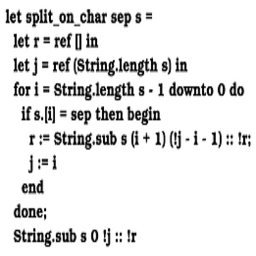 let split_on_char sep s =
let r = ref [] in
let j = ref (String.length s) in
for i = String.length s - 1 downto 0 do
if s.[i] = sep then begin
r := String.sub s (i + 1) (!j - i - 1) :: !r;
j := i
end
done;
String.sub s 0 !j :: !r